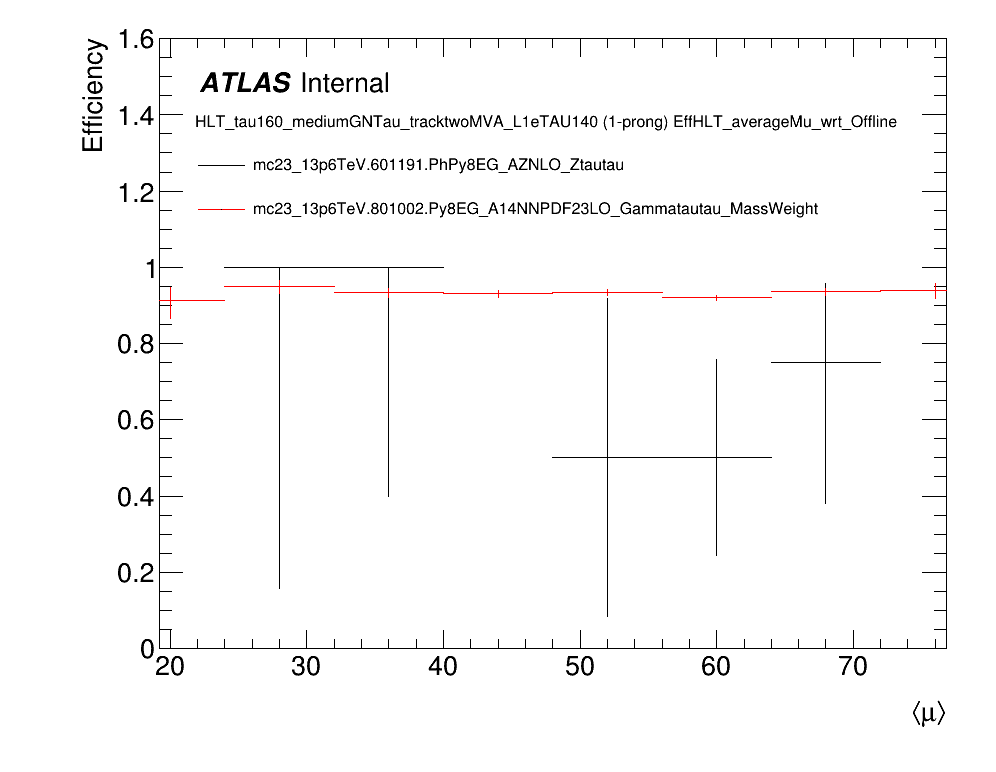 Efficiency
1.6
1.4
1.2
1
0.8
0.6
0.4
0.2
0
ATLAS Internal
HLT_tau160_mediumGNTau_tracktwoMVA_L1eTAU140 (1-prong) EffHLT_averageMu_wrt_Offline
mc23_13p6TeV.601191.PhPy8EG_AZNLO_Ztautau
mc23_13p6TeV.801002.Py8EG_A14NNPDF23LO_Gammatautau_MassWeight
20 30 40 50 60 70
⟨μ⟩